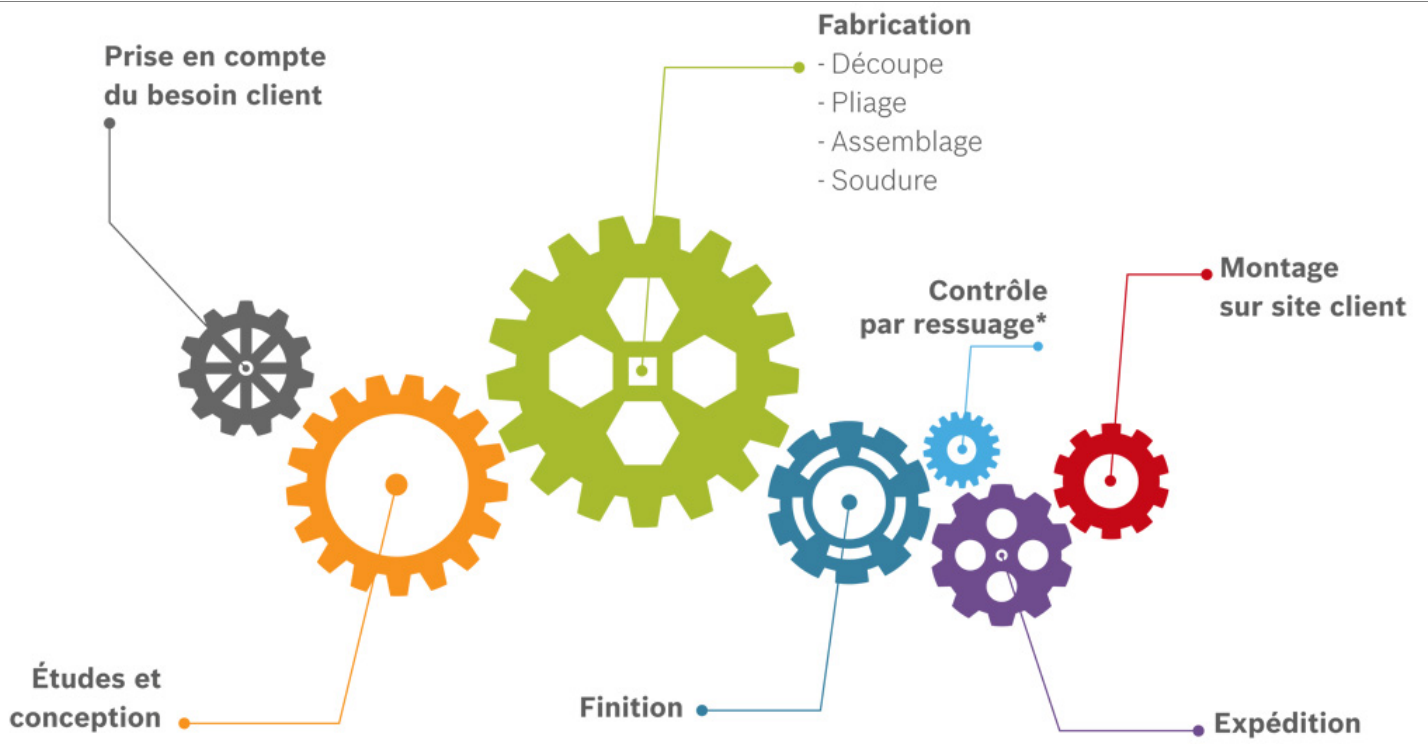 Prise en compte
du besoin client
Études et
conception
Fabrication
- Découpe
- Pliage
- Assemblage
- Soudure
Finition
Contrôle
par ressuage*
Expédition
Montage
sur site client